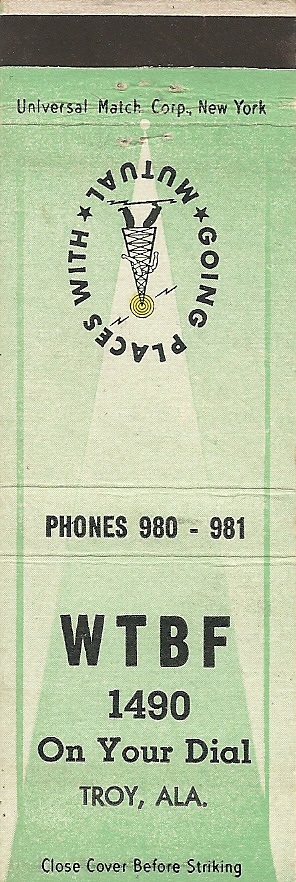 Universal Match Corp., New York
★ GOING PLACES WITH ★ MUTUAL
PHONES 980 - 981
WTBF
1490
On Your Dial
TROY, ALA.
Close Cover Before Striking